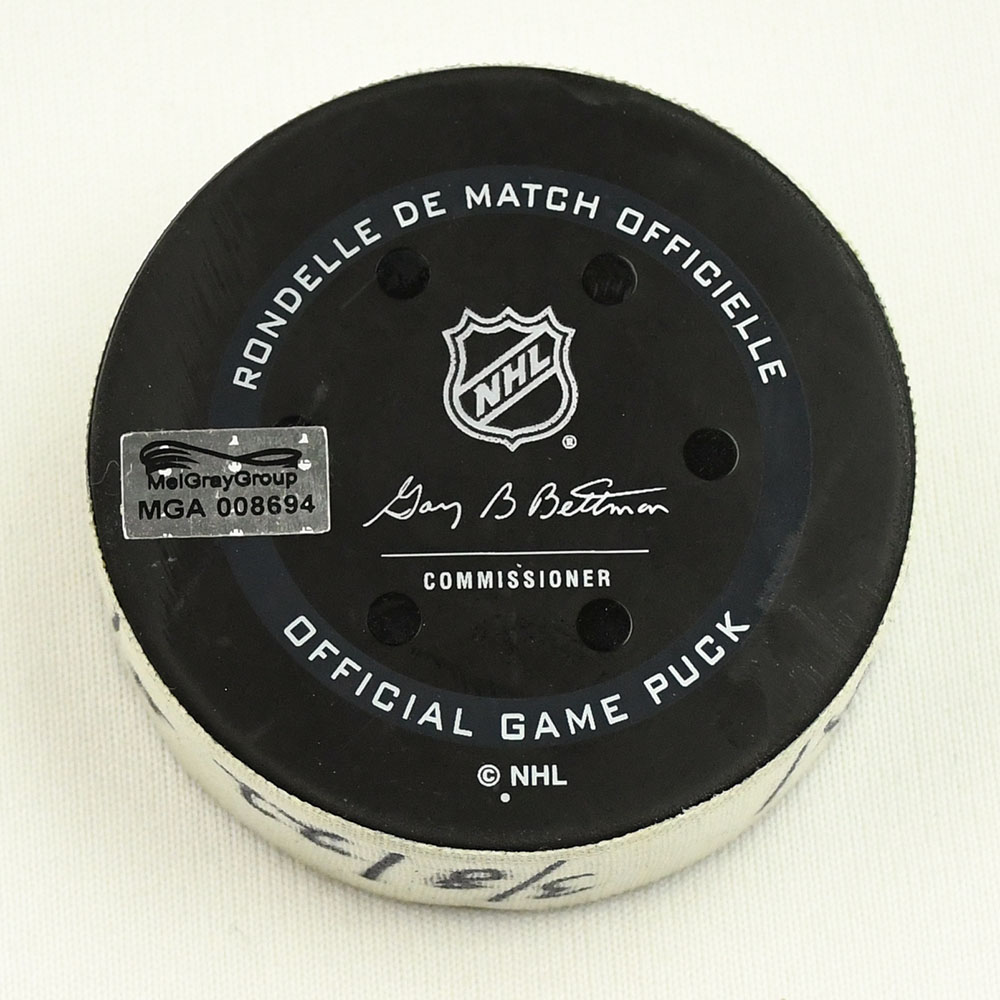 RONDELLE DE MATCH OFFICIELLE
NHL
®
MeiGrayGroup
MGA 008694
Gary B Bettman
COMMISSIONER
OFFICIAL GAME PUCK
© NHL